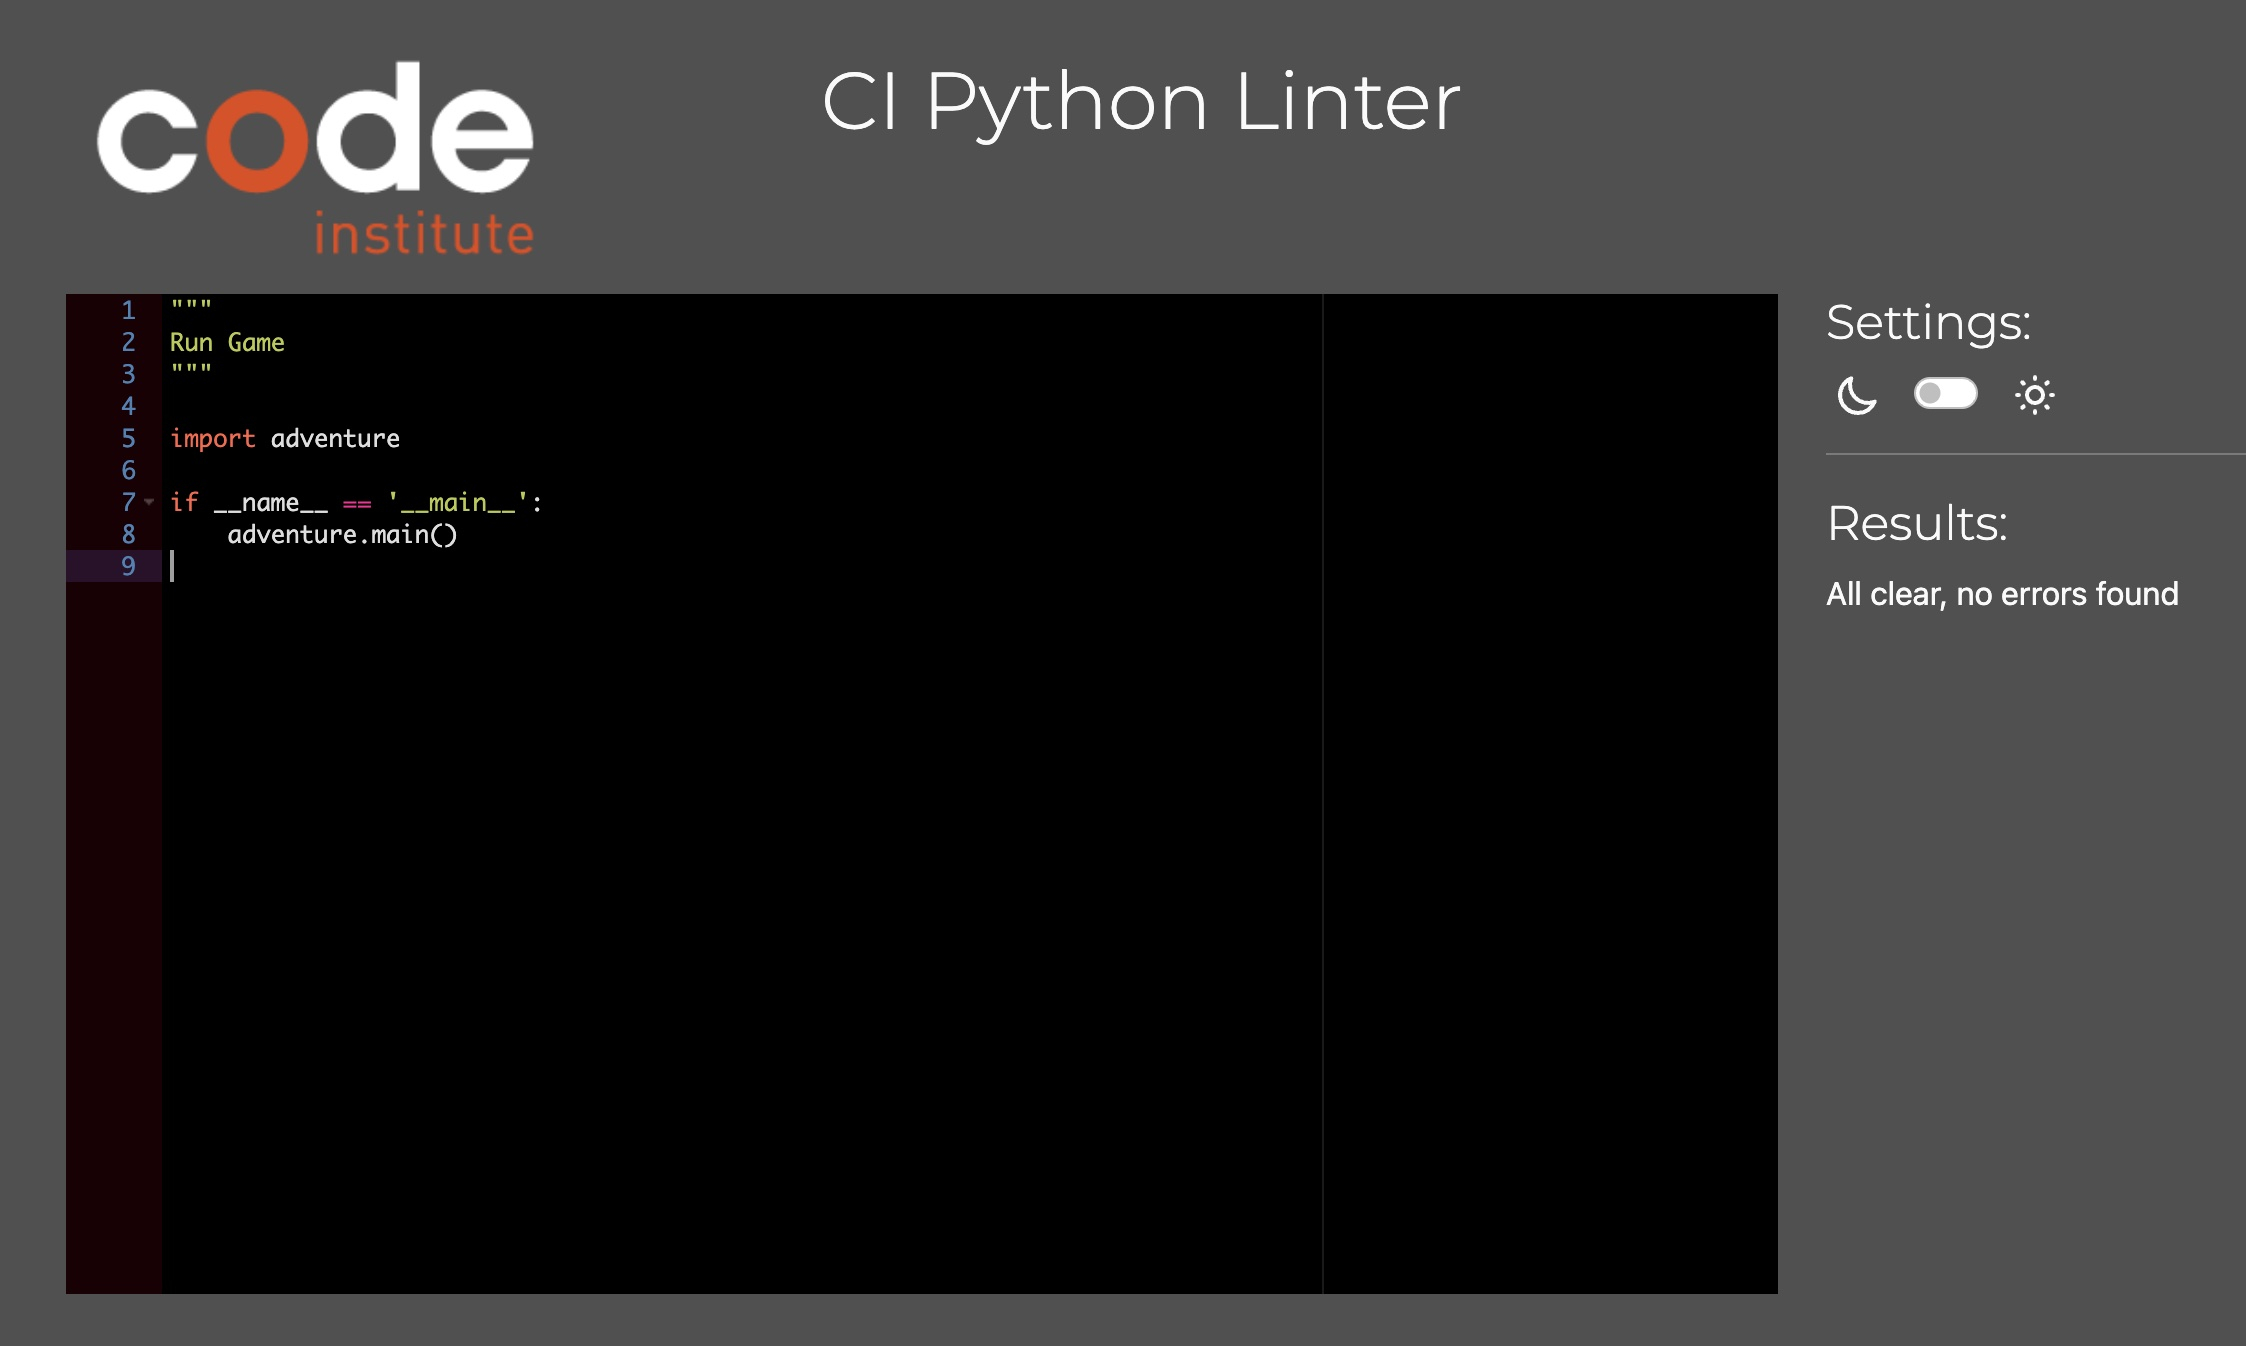 code
institute
CI Python Linter
1 """
2 Run Game
3 """
4
5 import adventure
6
7 if __name__ == '__main__':
8     adventure.main()
9
Settings:
Results:
All clear, no errors found